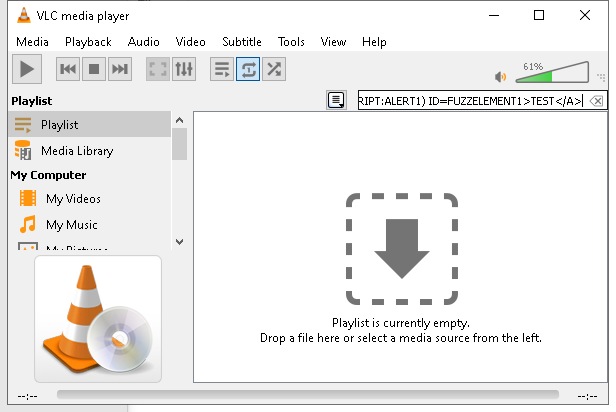 VLC media player
Media Playback Audio Video Subtitle Tools View Help
61%
Playlist
RIPT:ALERT1) ID=FUZZELEMENT1>TEST</A>
Playlist
Media Library
My Computer
My Videos
My Music
My Pictures
Playlist is currently empty.
Drop a file here or select a media source from the left.
--:-- --:--